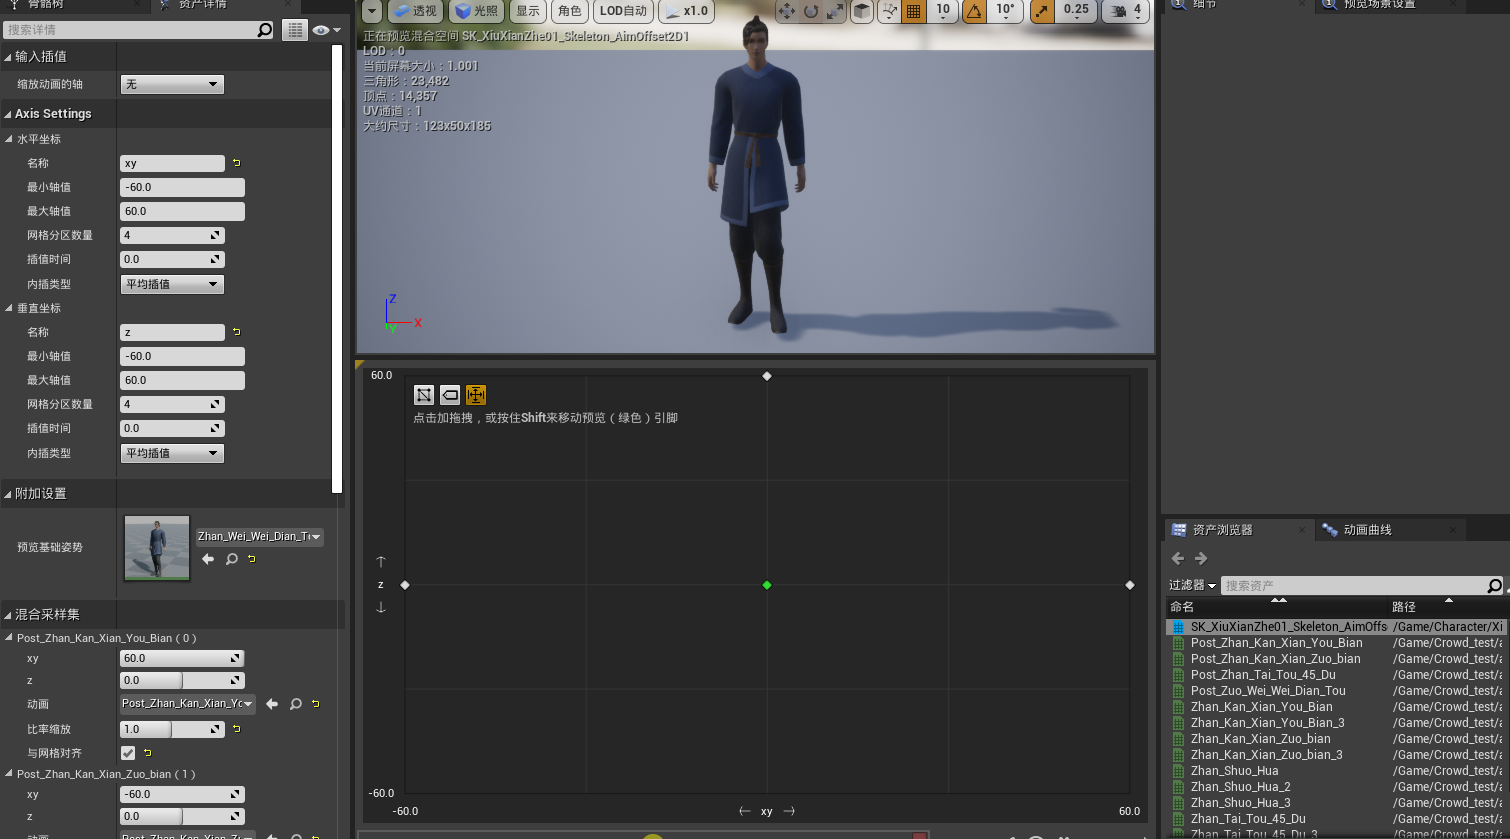 骨骼树
资产详情
搜索详情
输入插值
缩放动画的轴
无
Axis Settings
水平坐标
名称
xy
最小轴值
-60.0
最大轴值
60.0
网格分区数量
4
插值时间
0.0
内插类型
平均插值
垂直坐标
名称
z
最小轴值
-60.0
最大轴值
60.0
网格分区数量
4
插值时间
0.0
内插类型
平均插值
附加设置
预览基础姿势
Zhan_Wei_Wei_Dian_T
混合采样集
Post_Zhan_Kan_Xian_You_Bian ( 0 )
xy
60.0
z
0.0
动画
Post_Zhan_Kan_Xian_Yo
比率缩放
1.0
与网格对齐
Post_Zhan_Kan_Xian_Zuo_bian ( 1 )
xy
-60.0
z
0.0
动画
透视
光照
显示
角色
LOD自动
x1.0
10
10°
0.25
4
正在预览混合空间 SK_XiuXianZhe01_Skeleton_AimOffset2D1
LOD：0
当前屏幕大小：1.001
三角形：23,482
顶点：14,357
UV通道：1
大约尺寸：123x50x185
Z
X
Y
60.0
点击加拖拽，或按住Shift来移动预览（绿色）引脚
z
-60.0
-60.0
xy
60.0
细节
预览场景设置
资产浏览器
动画曲线
过滤器
搜索资产
命名
路径
SK_XiuXianZhe01_Skeleton_AimOffs /Game/Character/Xi
Post_Zhan_Kan_Xian_You_Bian /Game/Crowd_test/a
Post_Zhan_Kan_Xian_Zuo_bian /Game/Crowd_test/a
Post_Zhan_Tai_Tou_45_Du /Game/Crowd_test/a
Post_Zuo_Wei_Wei_Dian_Tou /Game/Crowd_test/a
Zhan_Kan_Xian_You_Bian /Game/Crowd_test/a
Zhan_Kan_Xian_You_Bian_3 /Game/Crowd_test/a
Zhan_Kan_Xian_Zuo_bian /Game/Crowd_test/a
Zhan_Kan_Xian_Zuo_bian_3 /Game/Crowd_test/a
Zhan_Shuo_Hua /Game/Crowd_test/a
Zhan_Shuo_Hua_2 /Game/Crowd_test/a
Zhan_Shuo_Hua_3 /Game/Crowd_test/a
Zhan_Tai_Tou_45_Du /Game/Crowd_test/a
Zhan_Tai_Tou_45_Du_3 /Game/Crowd_test/a